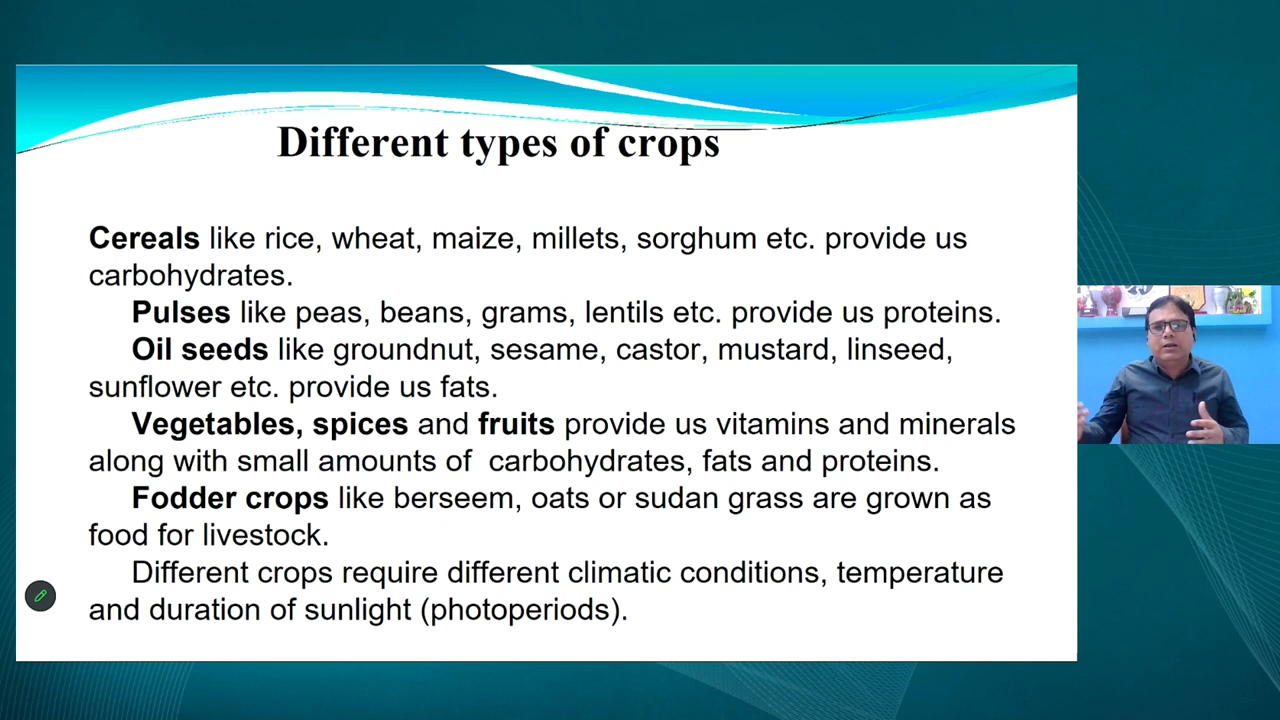 Different types of crops
Cereals like rice, wheat, maize, millets, sorghum etc. provide us
carbohydrates.
Pulses like peas, beans, grams, lentils etc. provide us proteins.
Oil seeds like groundnut, sesame, castor, mustard, linseed,
sunflower etc. provide us fats.
Vegetables, spices and fruits provide us vitamins and minerals
along with small amounts of  carbohydrates, fats and proteins.
Fodder crops like berseem, oats or sudan grass are grown as
food for livestock.
Different crops require different climatic conditions, temperature
and duration of sunlight (photoperiods).